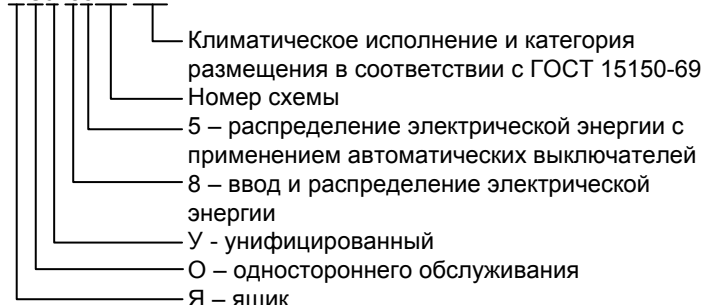 Климатическое исполнение и категория
размещения в соответствии с ГОСТ 15150-69
Номер схемы
5 – распределение электрической энергии с
применением автоматических выключателей
8 – ввод и распределение электрической
энергии
У - унифицированный
О – одностороннего обслуживания
Я – ящик